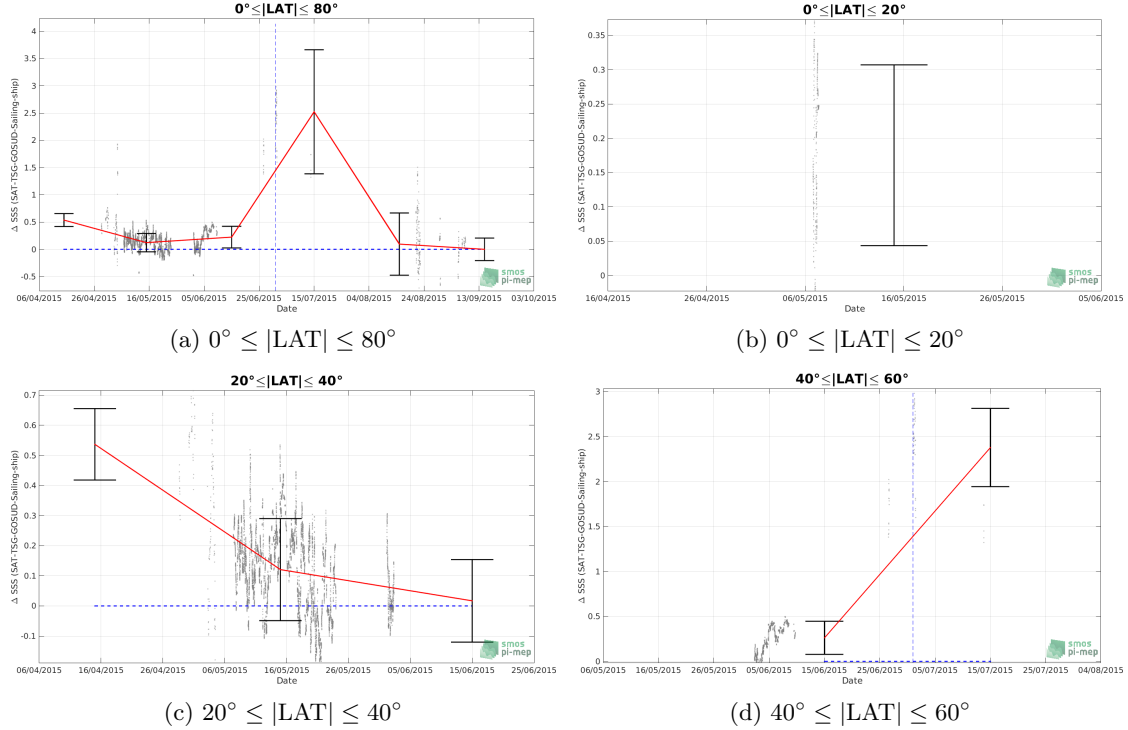 0°≤|LAT|≤ 80°
Δ SSS (SAT-TSG-GOSUD-Sailing-ship)
4
3.5
3
2.5
2
1.5
1
0.5
0
-0.5
06/04/2015 26/04/2015 16/05/2015 05/06/2015 25/06/2015 15/07/2015 04/08/2015 24/08/2015 13/09/2015 03/10/2015
Date
smos
pi-mep
(a) 0° ≤ |LAT| ≤ 80°
0°≤|LAT|≤ 20°
Δ SSS (SAT-TSG-GOSUD-Sailing-ship)
0.35
0.3
0.25
0.2
0.15
0.1
0.05
0
16/04/2015 26/04/2015 06/05/2015 16/05/2015 26/05/2015 05/06/2015
Date
smos
pi-mep
(b) 0° ≤ |LAT| ≤ 20°
20°≤|LAT|≤ 40°
Δ SSS (SAT-TSG-GOSUD-Sailing-ship)
0.7
0.6
0.5
0.4
0.3
0.2
0.1
0
-0.1
06/04/2015 16/04/2015 26/04/2015 06/05/2015 16/05/2015 26/05/2015 05/06/2015 15/06/2015 25/06/2015
Date
smos
pi-mep
(c) 20° ≤ |LAT| ≤ 40°
40°≤|LAT|≤ 60°
Δ SSS (SAT-TSG-GOSUD-Sailing-ship)
3
2.5
2
1.5
1
0.5
0
06/05/2015 16/05/2015 26/05/2015 05/06/2015 15/06/2015 25/06/2015 05/07/2015 15/07/2015 25/07/2015 04/08/2015
Date
smos
pi-mep
(d) 40° ≤ |LAT| ≤ 60°